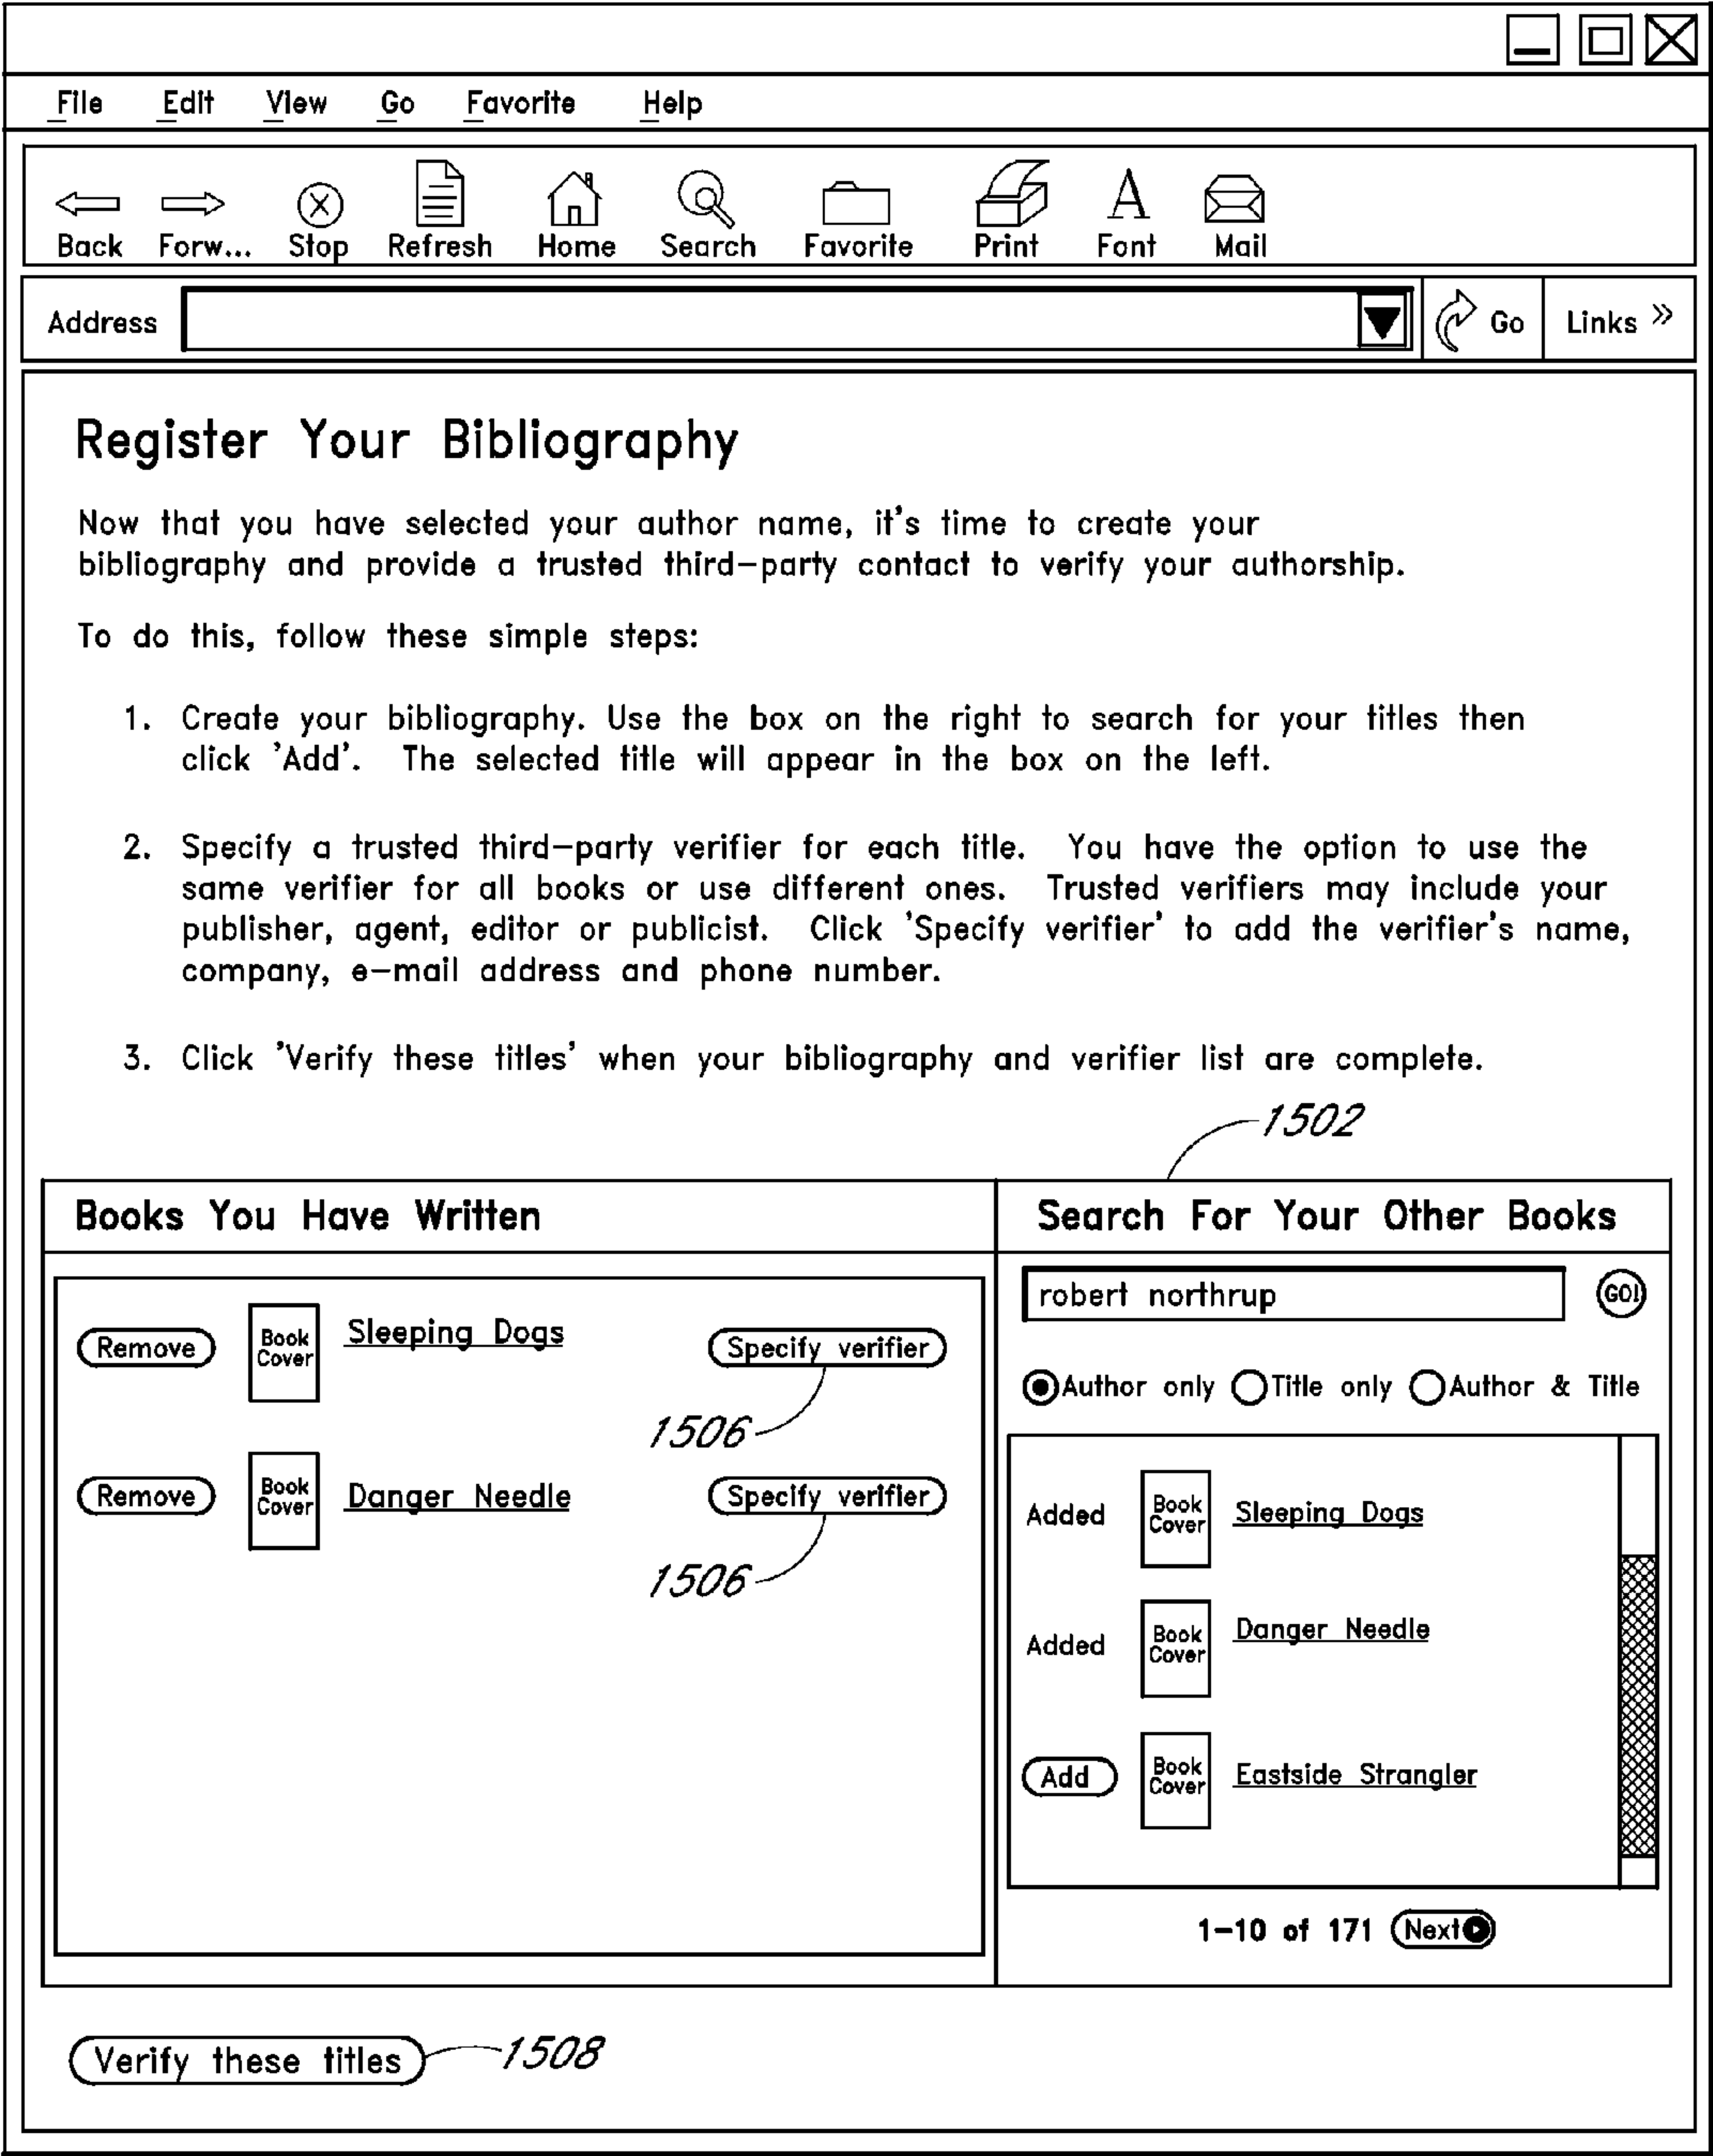 File Edit View Go Favorite Help
Back Forw... Stop Refresh Home Search Favorite Print Font Mail
Address Go Links »
Register Your Bibliography
Now that you have selected your author name, it's time to create your
bibliography and provide a trusted third-party contact to verify your authorship.
To do this, follow these simple steps:
1. Create your bibliography. Use the box on the right to search for your titles then
click 'Add'. The selected title will appear in the box on the left.
2. Specify a trusted third-party verifier for each title. You have the option to use the
same verifier for all books or use different ones. Trusted verifiers may include your
publisher, agent, editor or publicist. Click 'Specify verifier' to add the verifier's name,
company, e-mail address and phone number.
3. Click 'Verify these titles' when your bibliography and verifier list are complete.
1502
Books You Have Written
Remove Book Cover Sleeping Dogs Specify verifier
1506
Remove Book Cover Danger Needle Specify verifier
1506
Search For Your Other Books
robert northrup GO!
Author only Title only Author & Title
Added Book Cover Sleeping Dogs
Added Book Cover Danger Needle
Add Book Cover Eastside Strangler
1-10 of 171 Next
Verify these titles 1508